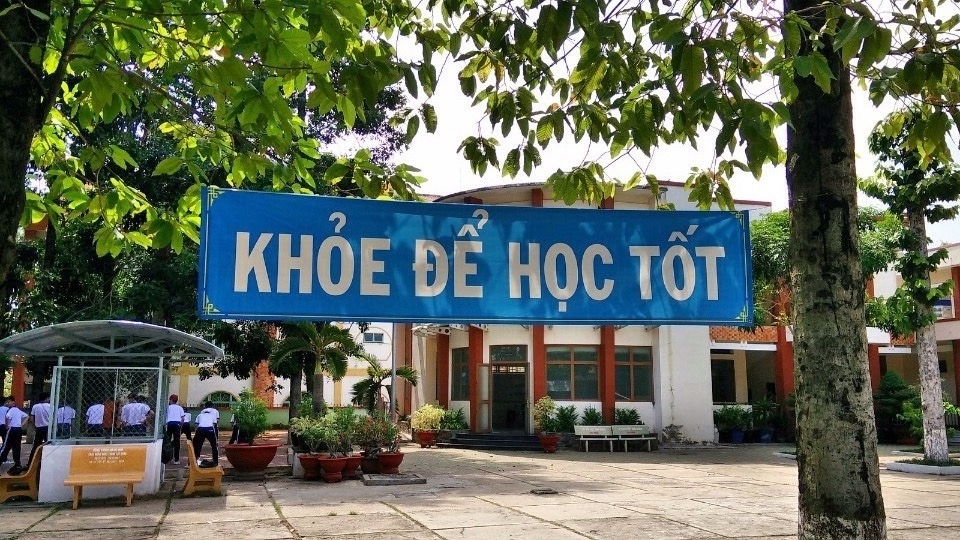 KHỎE ĐỂ HỌC TỐT